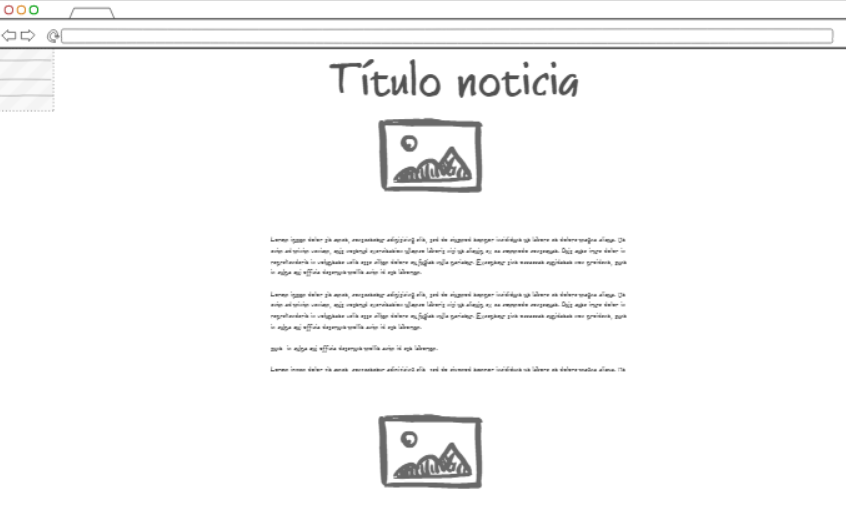 Título noticia
Lorem ipsum dolor sit amet, consectetur adipiscing elit, sed do eiusmod tempor incididunt ut labore et dolore magna aliqua. Ut
enim ad minim veniam, quis nostrud exercitation ullamco laboris nisi ut aliquip ex ea commodo consequat. Duis aute irure dolor in
reprehenderit in voluptate velit esse cillum dolore eu fugiat nulla pariatur. Excepteur sint occaecat cupidatat non proident, sunt
in culpa qui officia deserunt mollit anim id est laborum.
Lorem ipsum dolor sit amet, consectetur adipiscing elit, sed do eiusmod tempor incididunt ut labore et dolore magna aliqua. Ut
enim ad minim veniam, quis nostrud exercitation ullamco laboris nisi ut aliquip ex ea commodo consequat. Duis aute irure dolor in
reprehenderit in voluptate velit esse cillum dolore eu fugiat nulla pariatur. Excepteur sint occaecat cupidatat non proident, sunt
in culpa qui officia deserunt mollit anim id est laborum.
sunt in culpa qui officia deserunt mollit anim id est laborum.
Lorem ipsum dolor sit amet, consectetur adipiscing elit, sed do eiusmod tempor incididunt ut labore et dolore magna aliqua. Ut